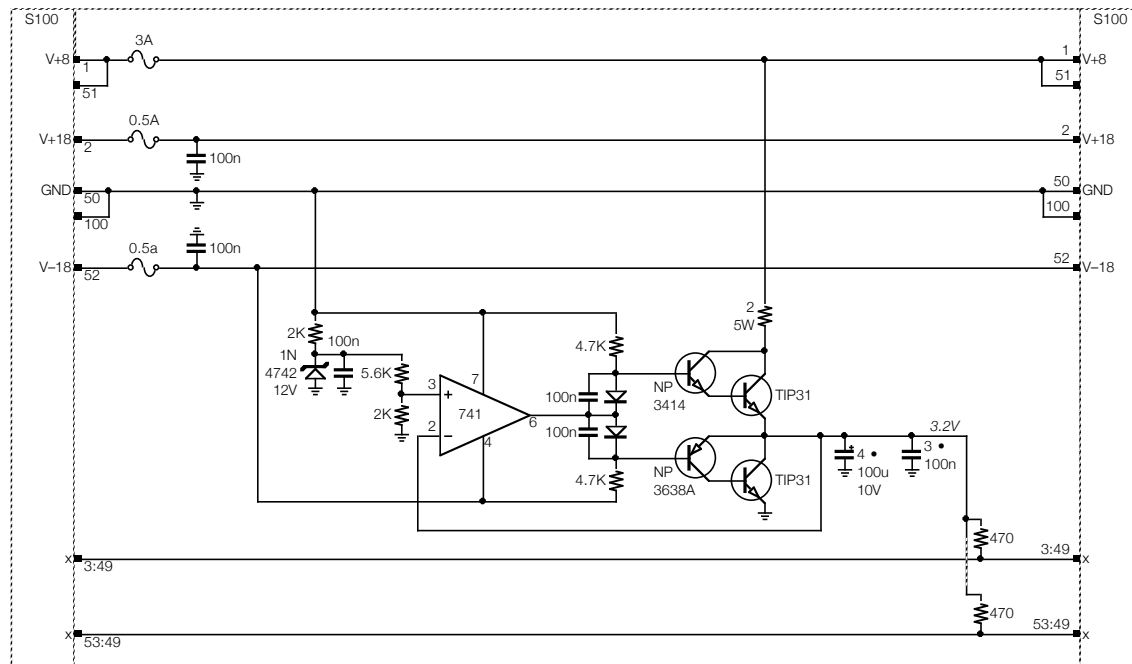 S100
S100
3A
V+8
1
51
1
V+8
51
0.5A
V+18
2
100n
2
V+18
GND
50
100
50
GND
100
0.5a
100n
V−18
52
52
V−18
2K
100n
1N
4742
12V
5.6K
2K
3
+
7
741
2
−
4
6
4.7K
100n
100n
4.7K
NP
3414
NP
3638A
2
5W
TIP31
TIP31
3.2V
4 •
100u
10V
3 •
100n
+
470
x
3:49
3:49
x
470
x
53:49
53:49
x